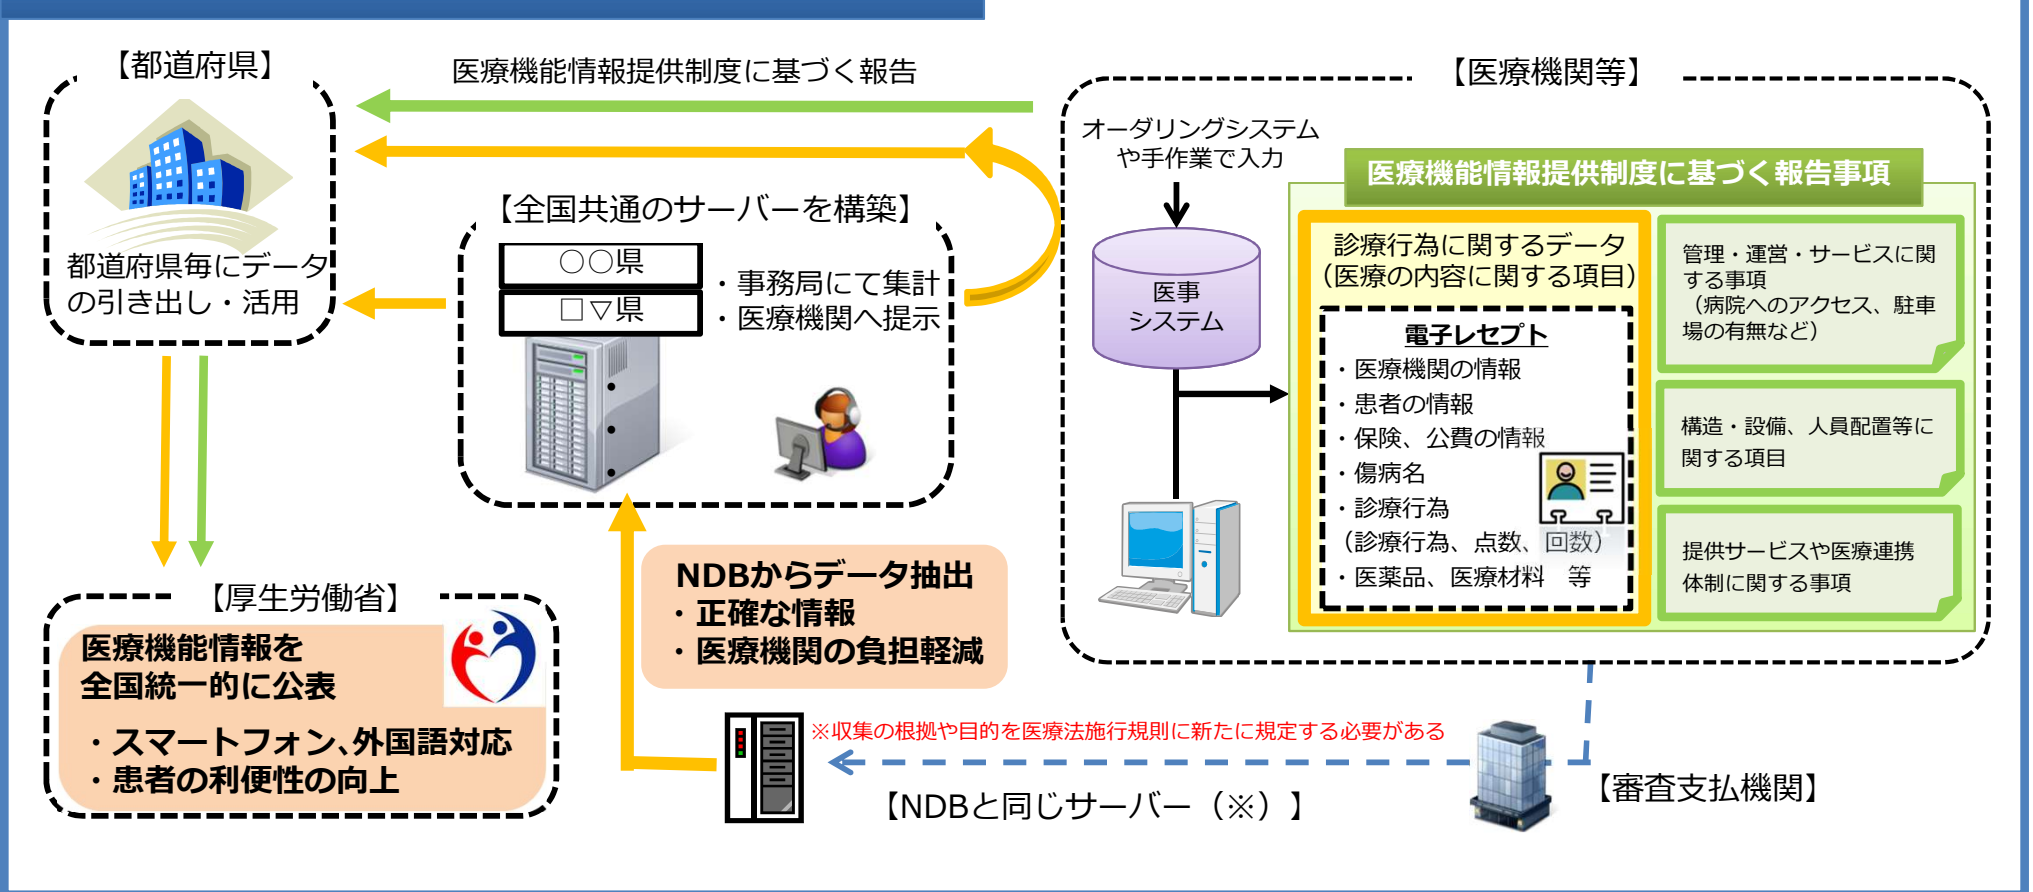 【都道府県】
都道府県毎にデータ
の引き出し・活用
医療機能情報提供制度に基づく報告
【全国共通のサーバーを構築】
〇〇県
□▽県
・事務局にて集計
・医療機関へ提示
【医療機関等】
オーダリングシステム
や手作業で入力
医事
システム
医療機能情報提供制度に基づく報告事項
診療行為に関するデータ
（医療の内容に関する項目）
電子レセプト
・医療機関の情報
・患者の情報
・保険、公費の情報
・傷病名
・診療行為
（診療行為、点数、回数）
・医薬品、医療材料　等
管理・運営・サービスに関
する事項
（病院へのアクセス、駐車
場の有無など）
構造・設備、人員配置等に
関する項目
提供サービスや医療連携
体制に関する事項
NDBからデータ抽出
・正確な情報
・医療機関の負担軽減
【厚生労働省】
医療機能情報を
全国統一的に公表
・スマートフォン、外国語対応
・患者の利便性の向上
※収集の根拠や目的を医療法施行規則に新たに規定する必要がある
【NDBと同じサーバー（※）】
【審査支払機関】